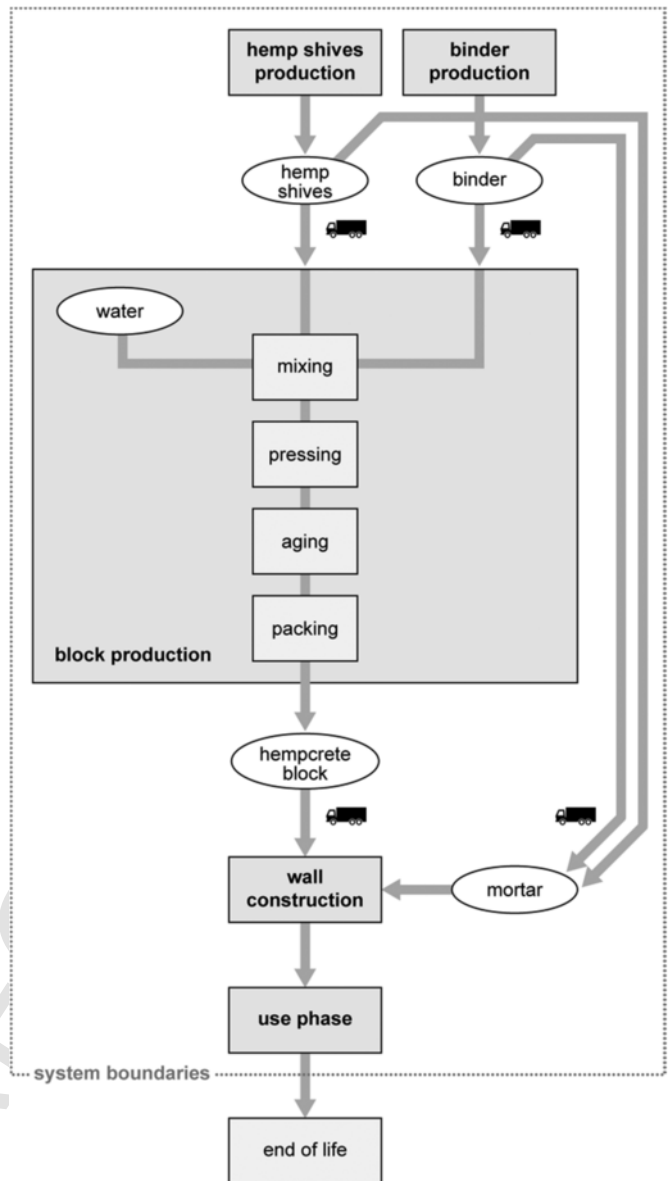 hemp shives
production
binder
production
hemp
shives
binder
water
mixing
pressing
aging
packing
block production
hempcrete
block
wall
construction
mortar
use phase
system boundaries
end of life